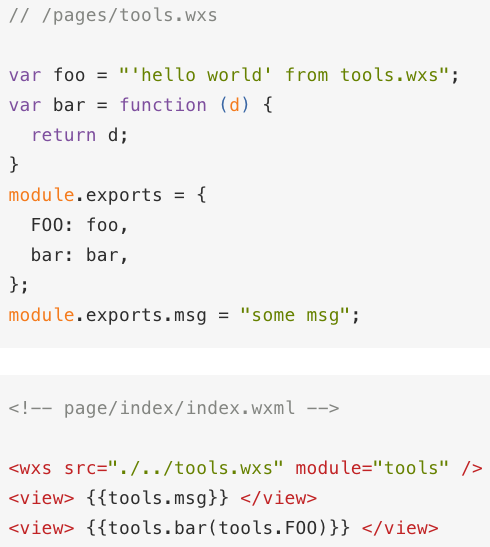 // /pages/tools.wxs

var foo = "'hello world' from tools.wxs";
var bar = function (d) {
  return d;
}
module.exports = {
  FOO: foo,
  bar: bar,
};
module.exports.msg = "some msg";

<!-- page/index/index.wxml -->

<wxs src="./../tools.wxs" module="tools" />
<view> {{tools.msg}} </view>
<view> {{tools.bar(tools.FOO)}} </view>